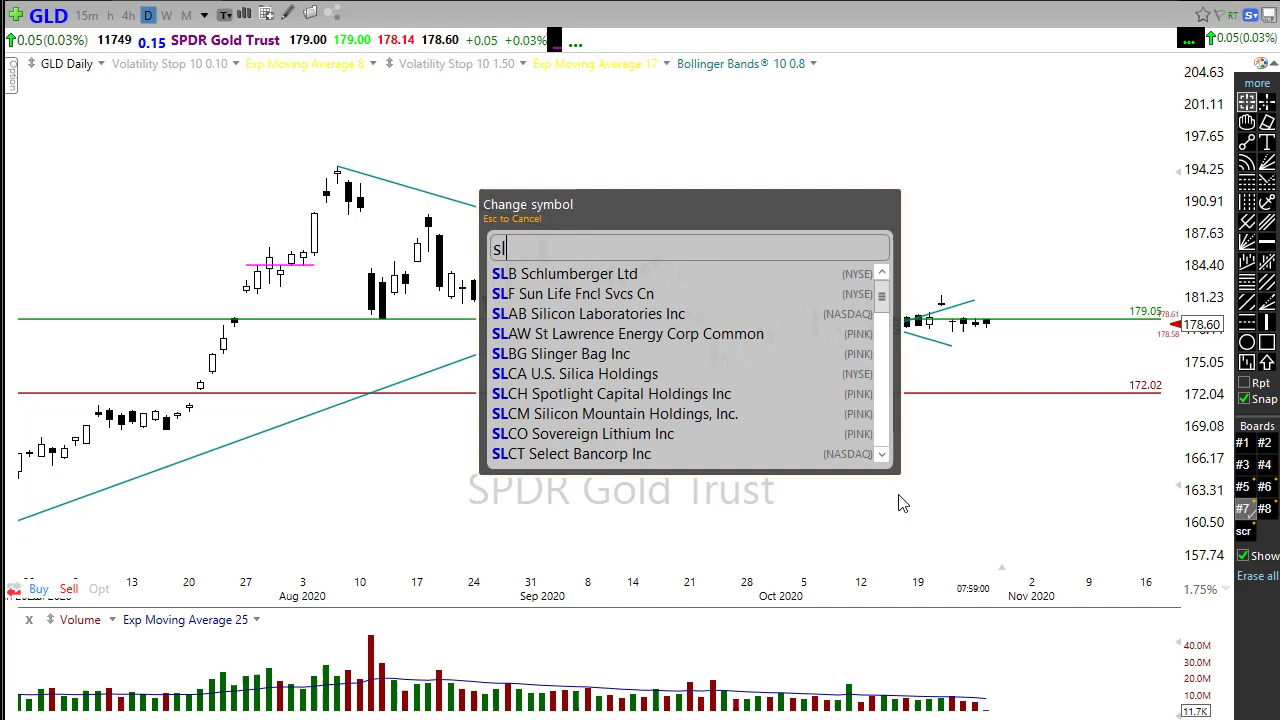 GLD 15m h 4h D W M T
RT S
0.05(0.03%) 11749 0.15 SPDR Gold Trust 179.00 179.00 178.14 178.60 +0.05 +0.03% ... ... ... 0.05(0.03%)
Option
GLD Daily Volatility Stop 10 0.10 Exp Moving Average 8 Volatility Stop 10 1.50 Exp Moving Average 17 Bollinger Bands® 10 0.8
204.63
201.11
197.65
194.25
190.91
187.63
184.40
181.23
179.05
178.61
178.60
178.58
175.05
172.02
172.04
169.08
166.17
163.31
160.50
157.74
1.75%
Change symbol
Esc to Cancel
sl
SLB Schlumberger Ltd (NYSE)
SLF Sun Life Fncl Svcs Cn (NYSE)
SLAB Silicon Laboratories Inc (NASDAQ)
SLAW St Lawrence Energy Corp Common (PINK)
SLBG Slinger Bag Inc (PINK)
SLCA U.S. Silica Holdings (NYSE)
SLCH Spotlight Capital Holdings Inc (PINK)
SLCM Silicon Mountain Holdings, Inc. (PINK)
SLCO Sovereign Lithium Inc (PINK)
SLCT Select Bancorp Inc (NASDAQ)
SPDR Gold Trust
more
T
Rpt
Snap
Boards
#1 #2
#3 #4
#5 #6
#7 #8
scr
Show
Erase all
13 20 27 3 10 17 24 31 8 14 21 28 5 12 19 07:59:00 2 9 16
Buy Sell Opt
Aug 2020 Sep 2020 Oct 2020 Nov 2020
X Volume Exp Moving Average 25
40.0M
30.0M
20.0M
10.0M
11.7K